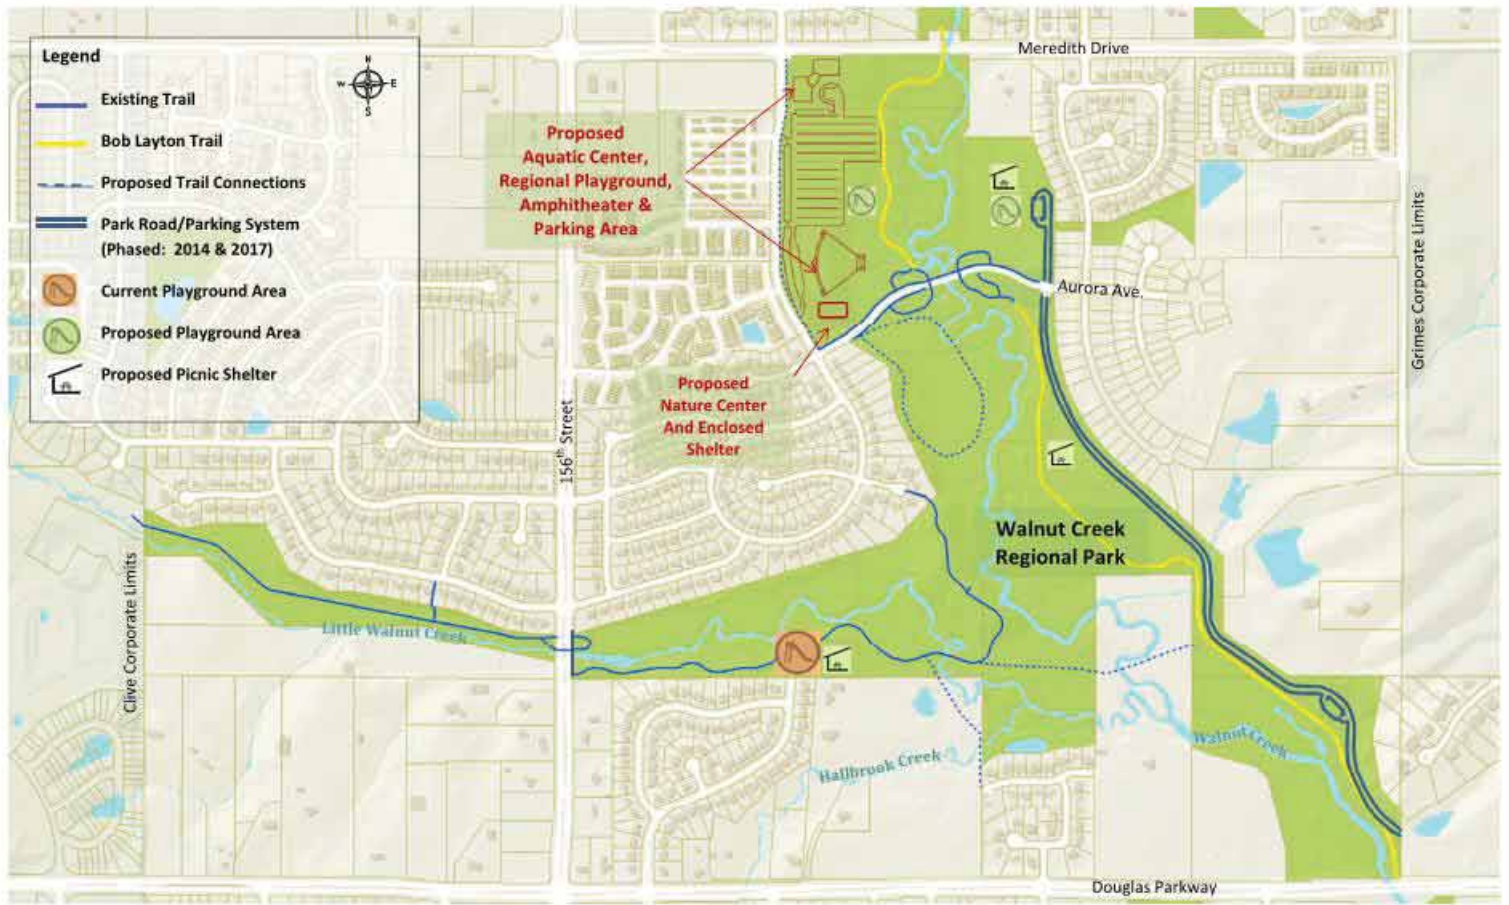 Legend
N
W
E
S
Existing Trail
Bob Layton Trail
Proposed Trail Connections
Park Road/Parking System
(Phased: 2014 & 2017)
Current Playground Area
Proposed Playground Area
Proposed Picnic Shelter
Meredith Drive
Proposed
Aquatic Center,
Regional Playground,
Amphitheater &
Parking Area
Aurora Ave.
Grimes Corporate Limits
Proposed
Nature Center
And Enclosed
Shelter
156th Street
Walnut Creek
Regional Park
Clive Corporate Limits
Little Walnut Creek
Walnut Creek
Hallbrook Creek
Douglas Parkway